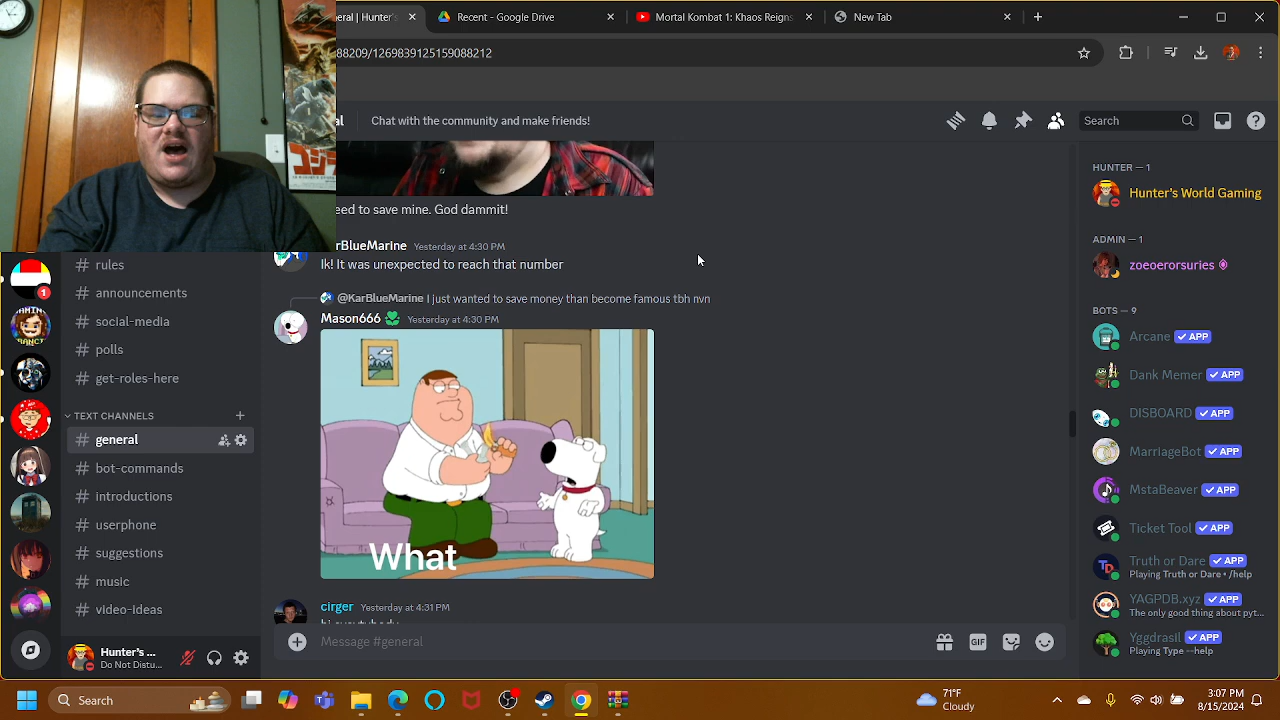 eral | Hunter's
Recent - Google Drive
Mortal Kombat 1: Khaos Reigns
New Tab
88209/1269839125159088212
al
Chat with the community and make friends!
Search
コジラ
eed to save mine. God dammit!
HUNTER — 1
Hunter's World Gaming
ADMIN — 1
zoeoerorsuries
BOTS — 9
Arcane APP
Dank Memer APP
DISBOARD APP
MarriageBot APP
MstaBeaver APP
Ticket Tool APP
Truth or Dare APP
Playing Truth or Dare • /help
YAGPDB.xyz APP
The only good thing about pyt...
Yggdrasil APP
Playing Type --help
rBlueMarine Yesterday at 4:30 PM
Ik! It was unexpected to reach that number
@KarBlueMarine I just wanted to save money than become famous tbh nvn
Mason666 Yesterday at 4:30 PM
What
cirger Yesterday at 4:31 PM
Message #general
GIF
1
GAMING
rules
announcements
social-media
polls
get-roles-here
TEXT CHANNELS
general
bot-commands
introductions
userphone
suggestions
music
video-ideas
Hunter's ...
Do Not Distu...
Search
71°F
Cloudy
3:07 PM
8/15/2024